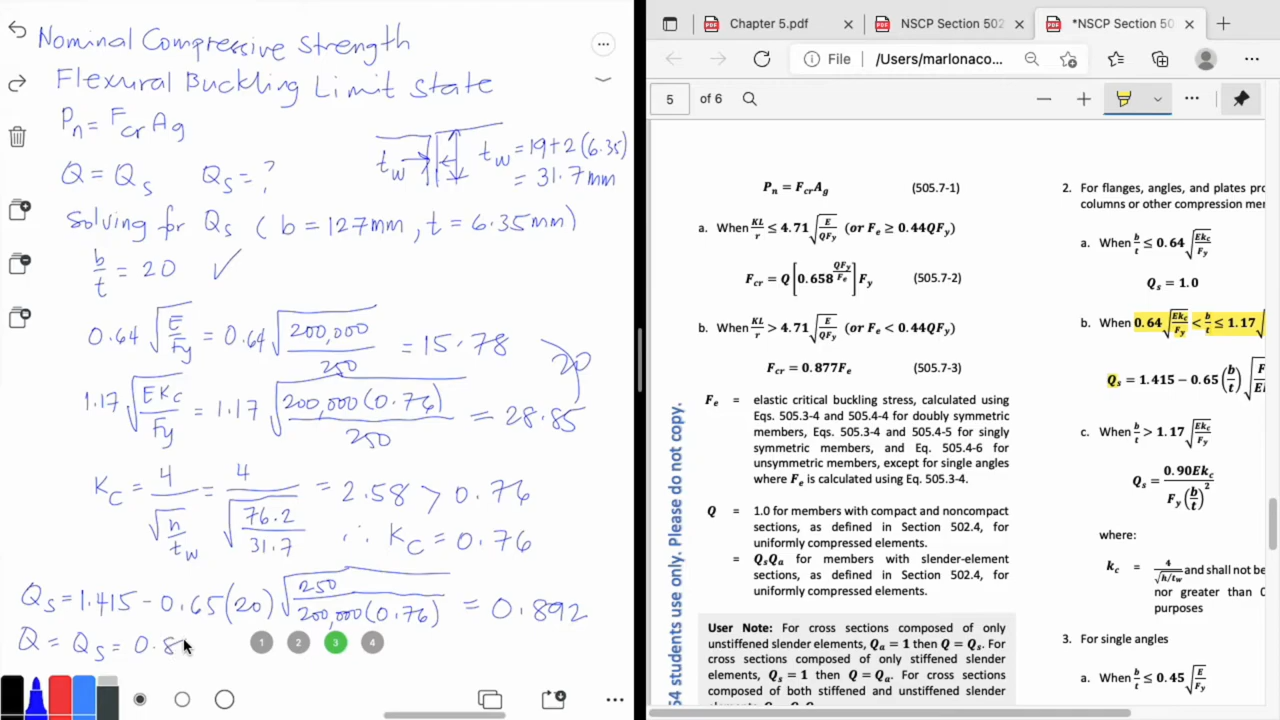 Nominal Compressive Strength
Flexural Buckling Limit State
Pn = Fcr Ag
Q = Qs Qs = ?
tw tw = 19+2(6.35)
= 31.7mm
Solving for Qs ( b = 127mm, t = 6.35mm)
b/t = 20 ✓
0.64 √(E/Fy) = 0.64 √(200,000/250) = 15.78
20
1.17 √(EKc/Fy) = 1.17 √(200,000(0.76)/250) = 28.85
Kc = 4/√(h/tw) = 4/√(76.2/31.7) = 2.58 > 0.76
∴ Kc = 0.76
Qs = 1.415 - 0.65(20) √(250/200,000(0.76)) = 0.892
Q = Qs = 0.8
1 2 3 4
Chapter 5.pdf
NSCP Section 502
*NSCP Section 50
File /Users/marlonaco...
5 of 6
Pn = FcrAg (505.7-1)
a. When KL/r ≤ 4.71√(E/QFy) (or Fe ≥ 0.44QFy)
Fcr = Q[0.658^(QFy/Fe)]Fy (505.7-2)
b. When KL/r > 4.71√(E/QFy) (or Fe < 0.44QFy)
Fcr = 0.877Fe (505.7-3)
Fe = elastic critical buckling stress, calculated using
Eqs. 505.3-4 and 505.4-4 for doubly symmetric
members, Eqs. 505.3-4 and 505.4-5 for singly
symmetric members, and Eq. 505.4-6 for
unsymmetric members, except for single angles
where Fe is calculated using Eq. 505.3-4.
Q = 1.0 for members with compact and noncompact
sections, as defined in Section 502.4, for
uniformly compressed elements.
= QsQa for members with slender-element
sections, as defined in Section 502.4, for
uniformly compressed elements.
User Note: For cross sections composed of only
unstiffened slender elements, Qa = 1 then Q = Qs. For
cross sections composed of only stiffened slender
elements, Qs = 1 then Q = Qa. For cross sections
composed of both stiffened and unstiffened slender
54 students use only. Please do not copy.
2. For flanges, angles, and plates pro
columns or other compression mer
a. When b/t ≤ 0.64√(Ekc/Fy)
Qs = 1.0
b. When 0.64√(Ekc/Fy) < b/t ≤ 1.17
Qs = 1.415 − 0.65(b/t)
c. When b/t > 1.17√(Ekc/Fy)
Qs = 0.90Ekc/Fy(b/t)²
where:
kc = 4/√(h/tw) and shall not be
nor greater than 0
purposes
3. For single angles
a. When b/t ≤ 0.45√(E/Fy)